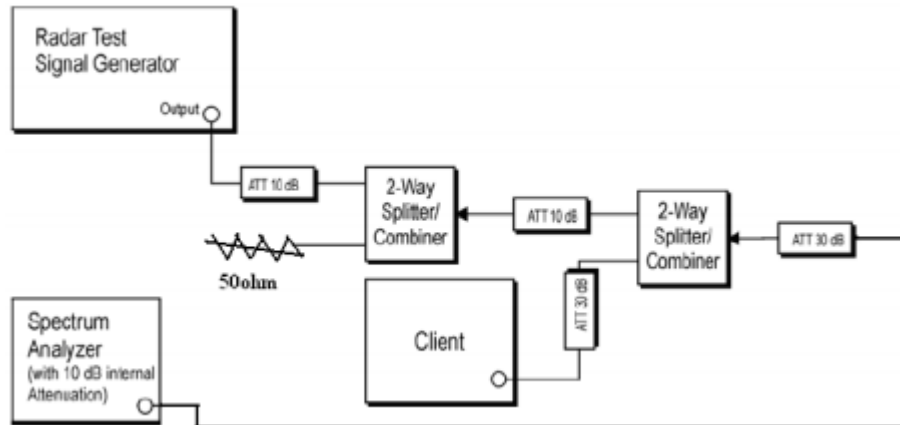 Radar Test
Signal Generator
Output
ATT 10 dB
2-Way
Splitter/
Combiner
ATT 10 dB
2-Way
Splitter/
Combiner
ATT 30 dB
50ohm
ATT 30 dB
Spectrum
Analyzer
(with 10 dB internal
Attenuation)
Client